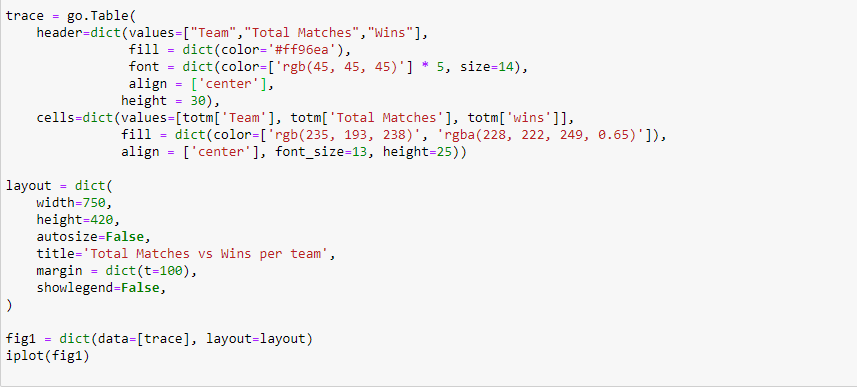 trace = go.Table(
    header=dict(values=["Team","Total Matches","Wins"],
                fill = dict(color='#ff96ea'),
                font = dict(color=['rgb(45, 45, 45)'] * 5, size=14),
                align = ['center'],
               height = 30),
    cells=dict(values=[totm['Team'], totm['Total Matches'], totm['wins']],
               fill = dict(color=['rgb(235, 193, 238)', 'rgba(228, 222, 249, 0.65)']),
               align = ['center'], font_size=13, height=25))

layout = dict(
    width=750,
    height=420,
    autosize=False,
    title='Total Matches vs Wins per team',
    margin = dict(t=100),
    showlegend=False,
)

fig1 = dict(data=[trace], layout=layout)
iplot(fig1)